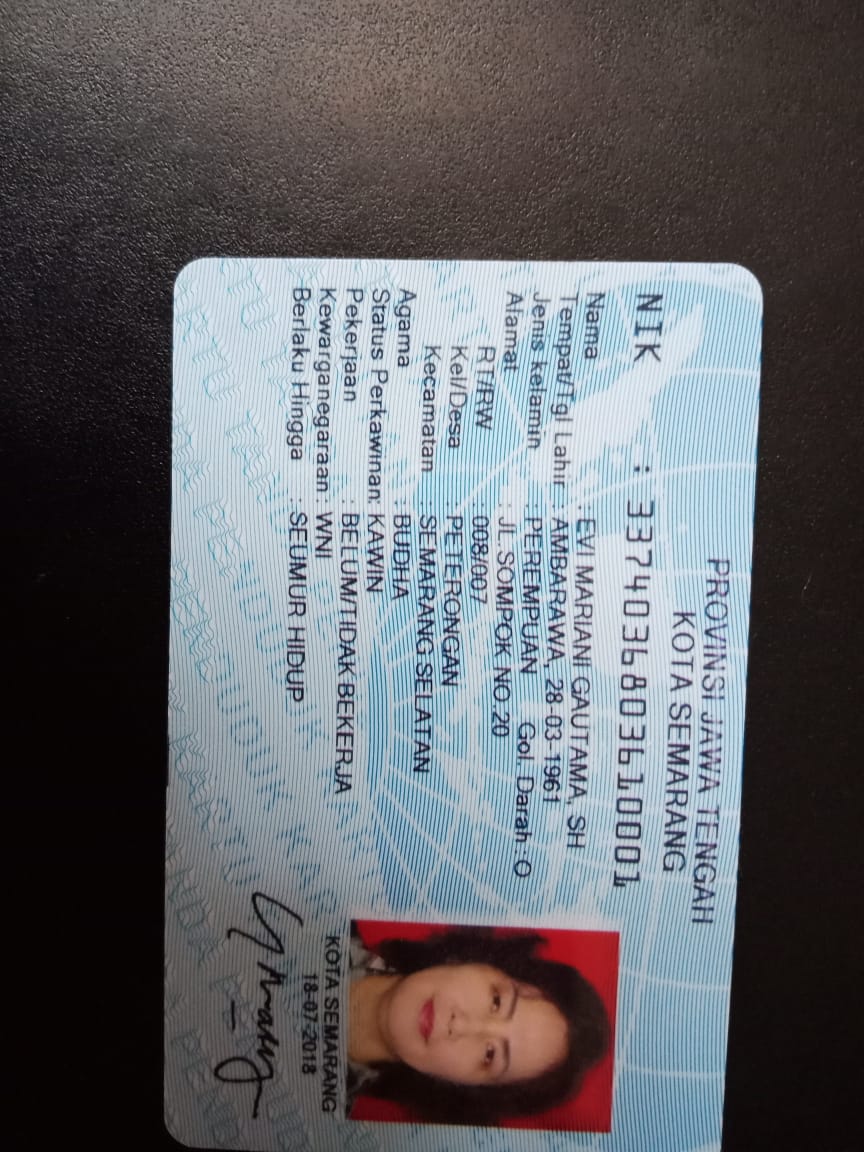 PROVINSI JAWA TENGAH
KOTA SEMARANG
NIK : 3374036803610001
Nama : EVI MARIANI GAUTAMA, SH
Tempat/Tgl Lahir : AMBARAWA, 28-03-1961
Jenis kelamin : PEREMPUAN Gol. Darah : O
Alamat : JL.SOMPOK NO.20
RT/RW : 008/007
Kel/Desa : PETERONGAN
Kecamatan : SEMARANG SELATAN
Agama : BUDHA
Status Perkawinan: KAWIN
Pekerjaan : BELUM/TIDAK BEKERJA
Kewarganegaraan : WNI
Berlaku Hingga : SEUMUR HIDUP
KOTA SEMARANG
18-07-2018